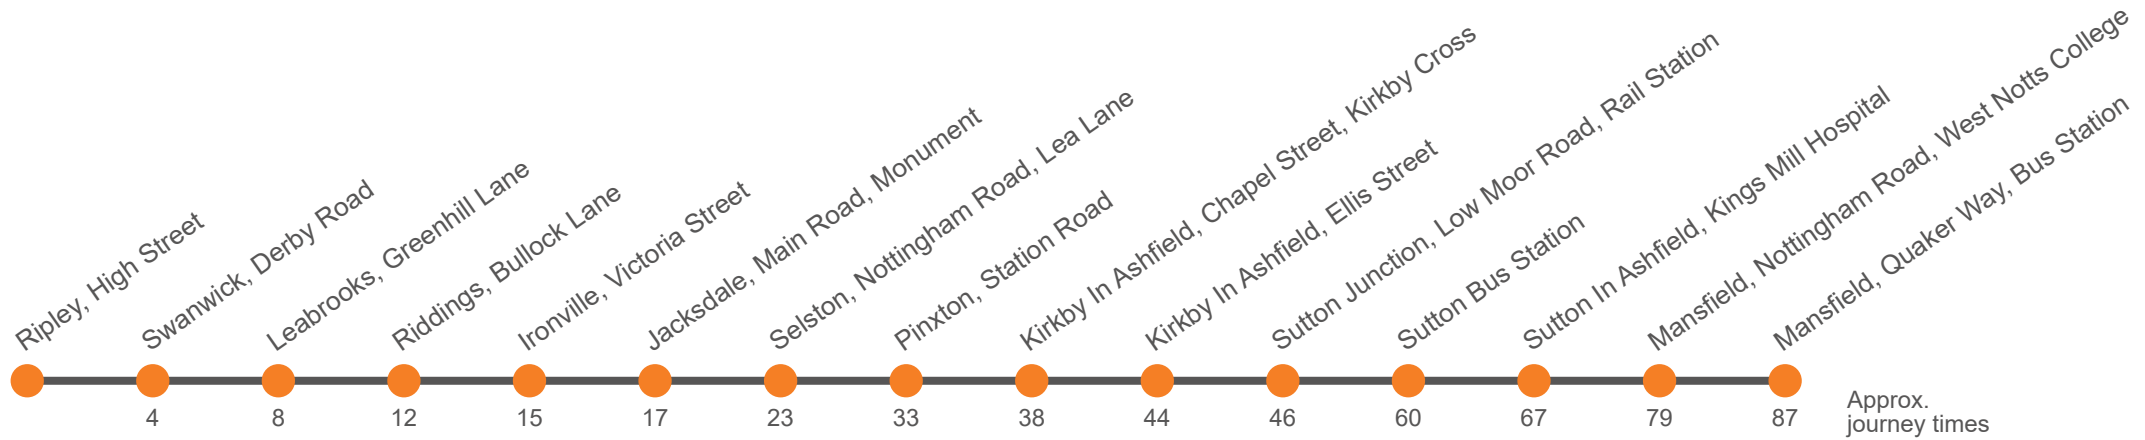 Ripley, High Street
Swanwick, Derby Road
Leabrooks, Greenhill Lane
Riddings, Bullock Lane
Ironville, Victoria Street
Jacksdale, Main Road, Monument
Selston, Nottingham Road, Lea Lane
Pinxton, Station Road
Kirkby In Ashfield, Chapel Street, Kirkby Cross
Kirkby In Ashfield, Ellis Street
Sutton Junction, Low Moor Road, Rail Station
Sutton Bus Station
Sutton In Ashfield, Kings Mill Hospital
Mansfield, Nottingham Road, West Notts College
Mansfield, Quaker Way, Bus Station
4 8 12 15 17 23 33 38 44 46 60 67 79 87
Approx.
journey times